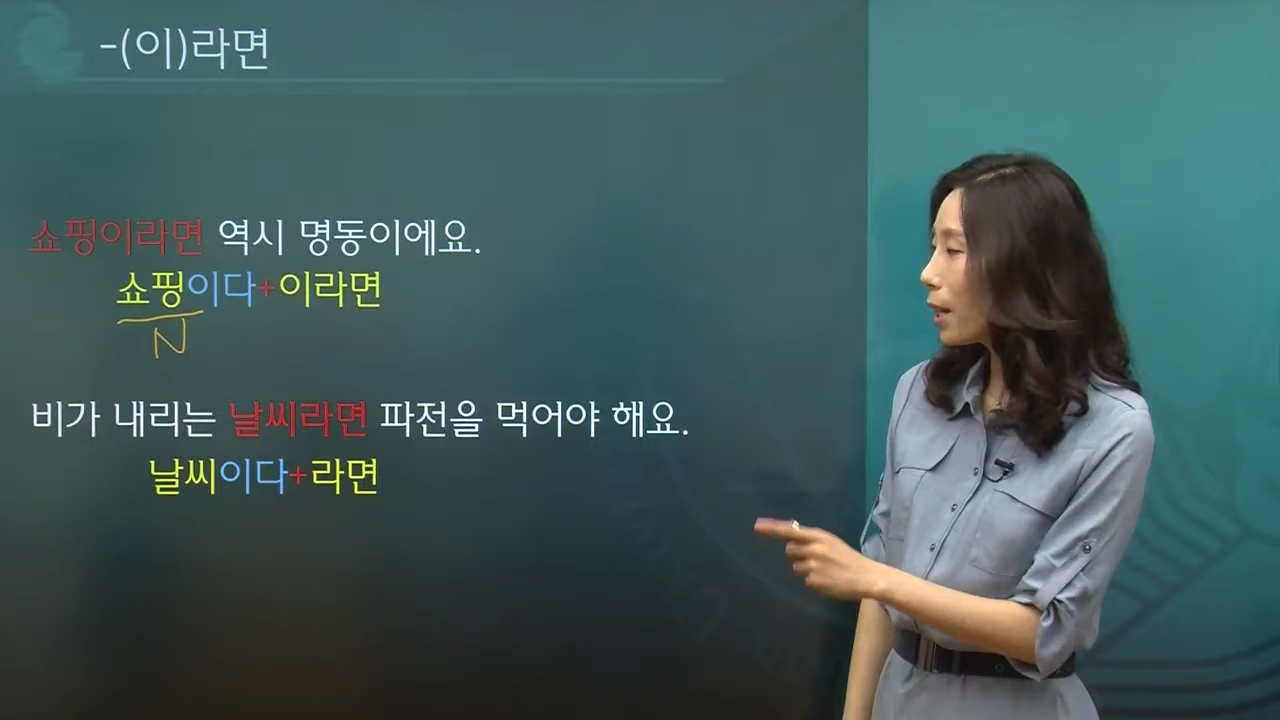 -(이)라면
쇼핑이라면 역시 명동이에요.
쇼핑이다+이라면
N
비가 내리는 날씨라면 파전을 먹어야 해요.
날씨이다+라면